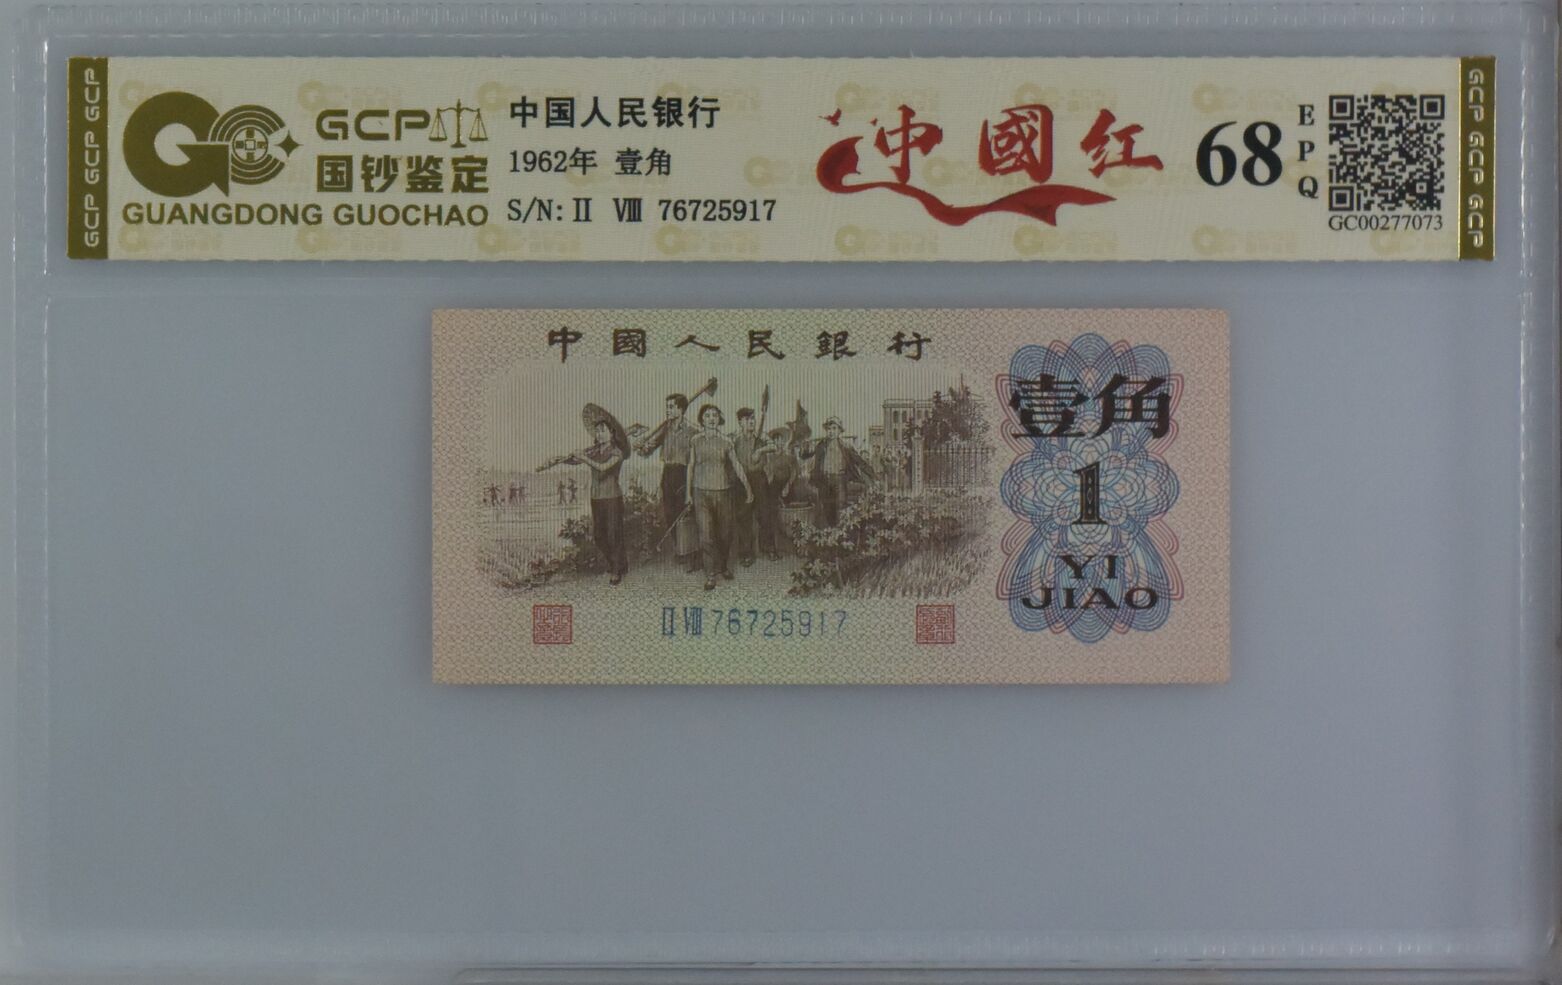 GCP GCP GCP
GCP
国钞鉴定
GUANGDONG GUOCHAO
中国人民银行
1962年 壹角
S/N: II VIII 76725917
中國红
68
EPQ
GC00277073
GCP GCP GCP
中國人民銀行
壹角
1
YI
JIAO
II VIII 76725917